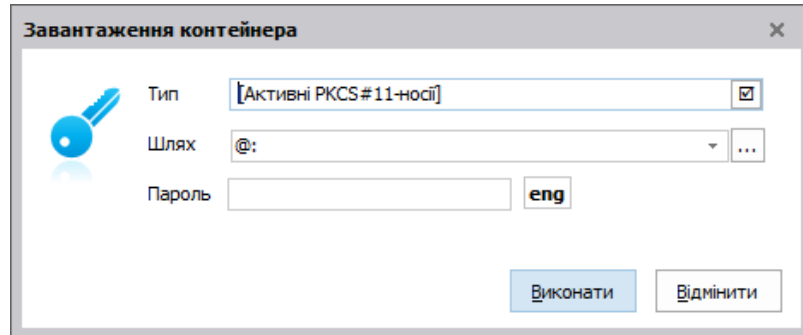 Завантаження контейнера
Тип [Активні PKCS#11-носії]
Шлях @: ...
Пароль eng
Виконати Відмінити